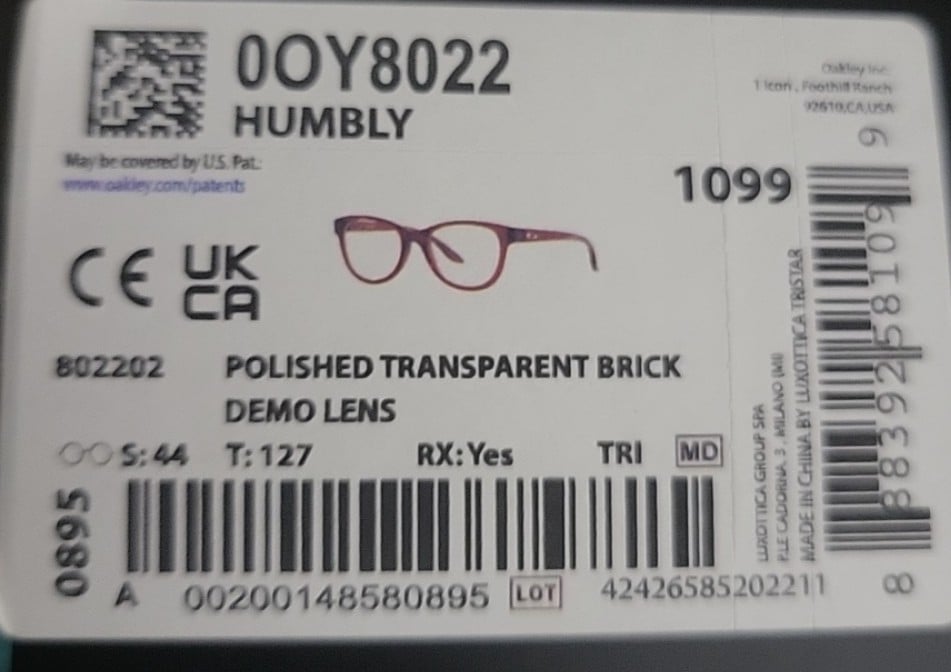 0OY8022
HUMBLY
May be covered by U.S. Pat.:
www.oakley.com/patents
Oakley Inc.
1 Icon, Foothill Ranch
92610,CA,USA
1099
CE UK
CA
802202 POLISHED TRANSPARENT BRICK
DEMO LENS
S: 44 T: 127 RX: Yes TRI MD
0895
A 00200148580895 LOT 42426585202211
LUXOTTICA GROUP SPA
P.LE CADORNA 3, MILANO (MI)
MADE IN CHINA BY LUXOTTICA TRISTAR
8 883925 8109 9